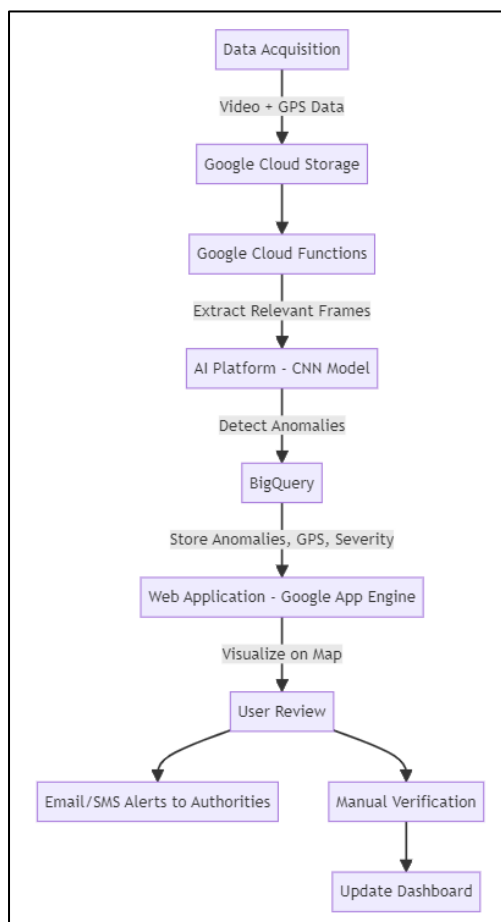 Data Acquisition
Video + GPS Data
Google Cloud Storage
Google Cloud Functions
Extract Relevant Frames
AI Platform - CNN Model
Detect Anomalies
BigQuery
Store Anomalies, GPS, Severity
Web Application - Google App Engine
Visualize on Map
User Review
Email/SMS Alerts to Authorities
Manual Verification
Update Dashboard